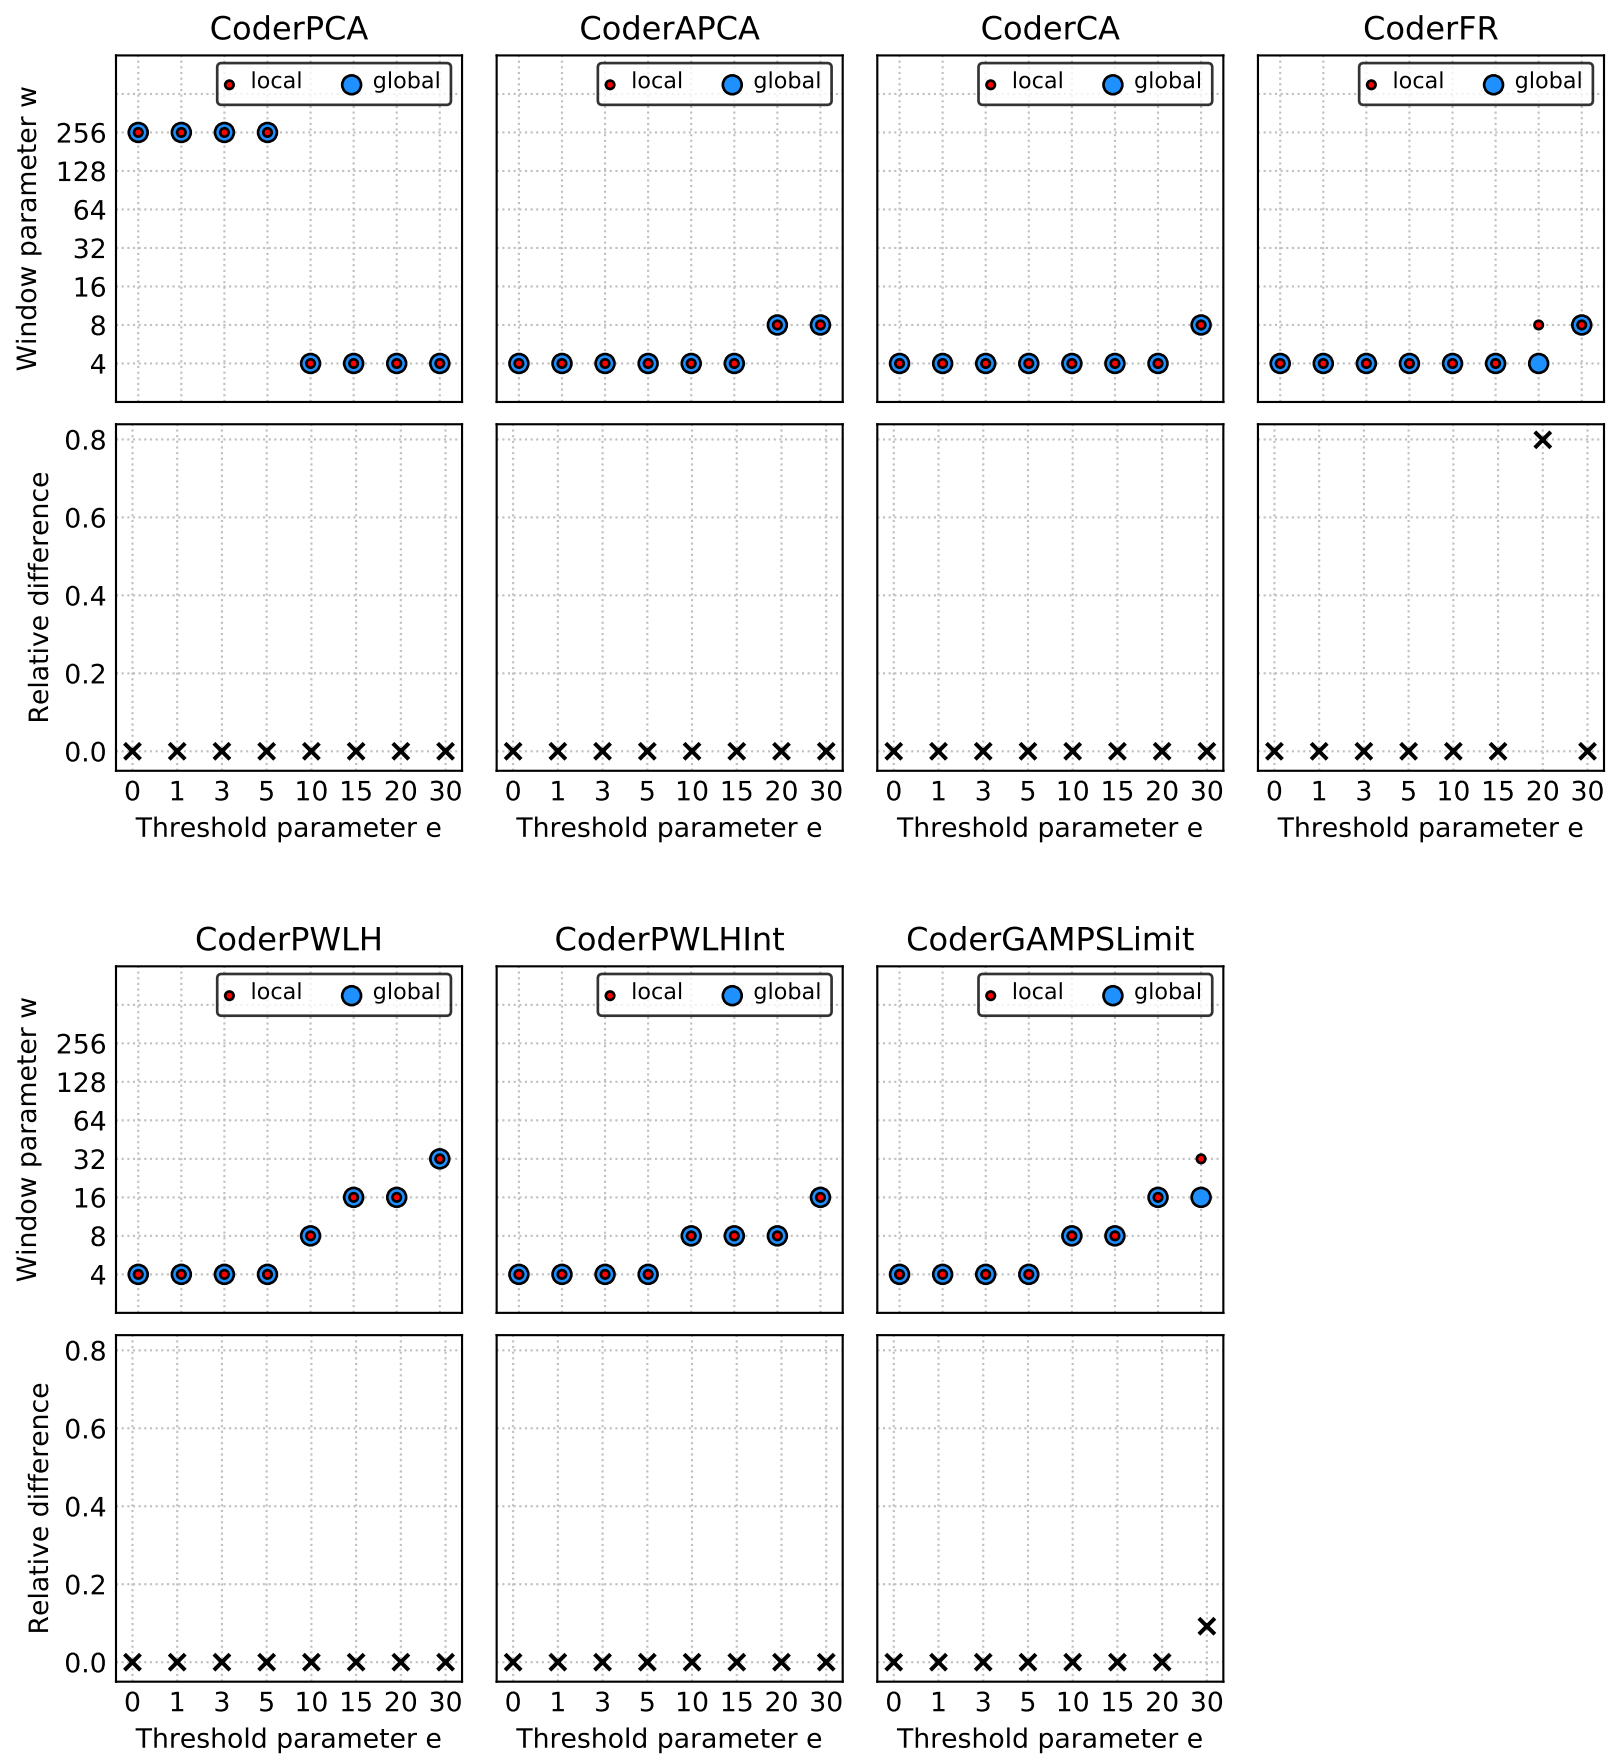 CoderPCA CoderAPCA CoderCA CoderFR
local global local global local global local global
Window parameter w
256
128
64
32
16
8
4
Relative difference
0.8
0.6
0.4
0.2
0.0
0 1 3 5 10 15 20 30 0 1 3 5 10 15 20 30 0 1 3 5 10 15 20 30 0 1 3 5 10 15 20 30
Threshold parameter e Threshold parameter e Threshold parameter e Threshold parameter e
CoderPWLH CoderPWLHInt CoderGAMPSLimit
local global local global local global
Window parameter w
256
128
64
32
16
8
4
Relative difference
0.8
0.6
0.4
0.2
0.0
0 1 3 5 10 15 20 30 0 1 3 5 10 15 20 30 0 1 3 5 10 15 20 30
Threshold parameter e Threshold parameter e Threshold parameter e